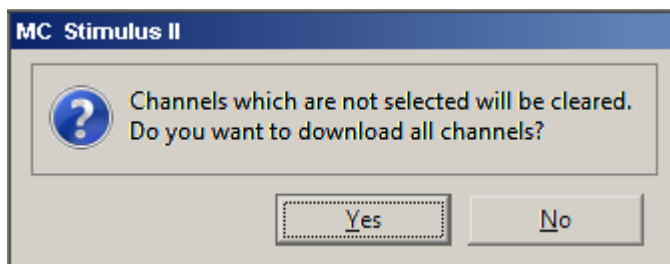 MC Stimulus II
Channels which are not selected will be cleared.
Do you want to download all channels?
Yes
No